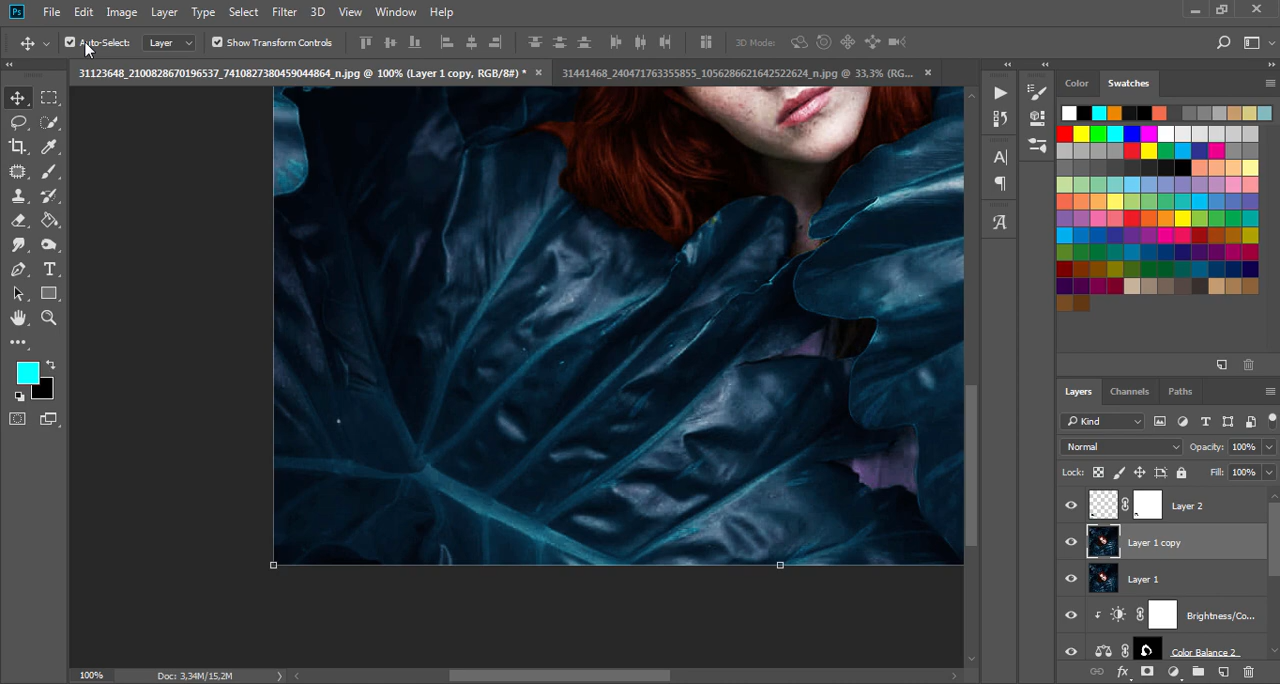 Ps File Edit Image Layer Type Select Filter 3D View Window Help
Auto-Select: Layer Show Transform Controls 3D Mode:
31123648_2100828670196537_7410827380459044864_n.jpg @ 100% (Layer 1 copy, RGB/8#) * × 31441468_240471763355855_1056286621642522624_n.jpg @ 33,3% (RG... ×
Color Swatches
Layers Channels Paths
Kind
Normal Opacity: 100%
Lock: Fill: 100%
Layer 2
Layer 1 copy
Layer 1
Brightness/Co...
Color Balance 2
fx
100% Doc: 3,34M/15,2M